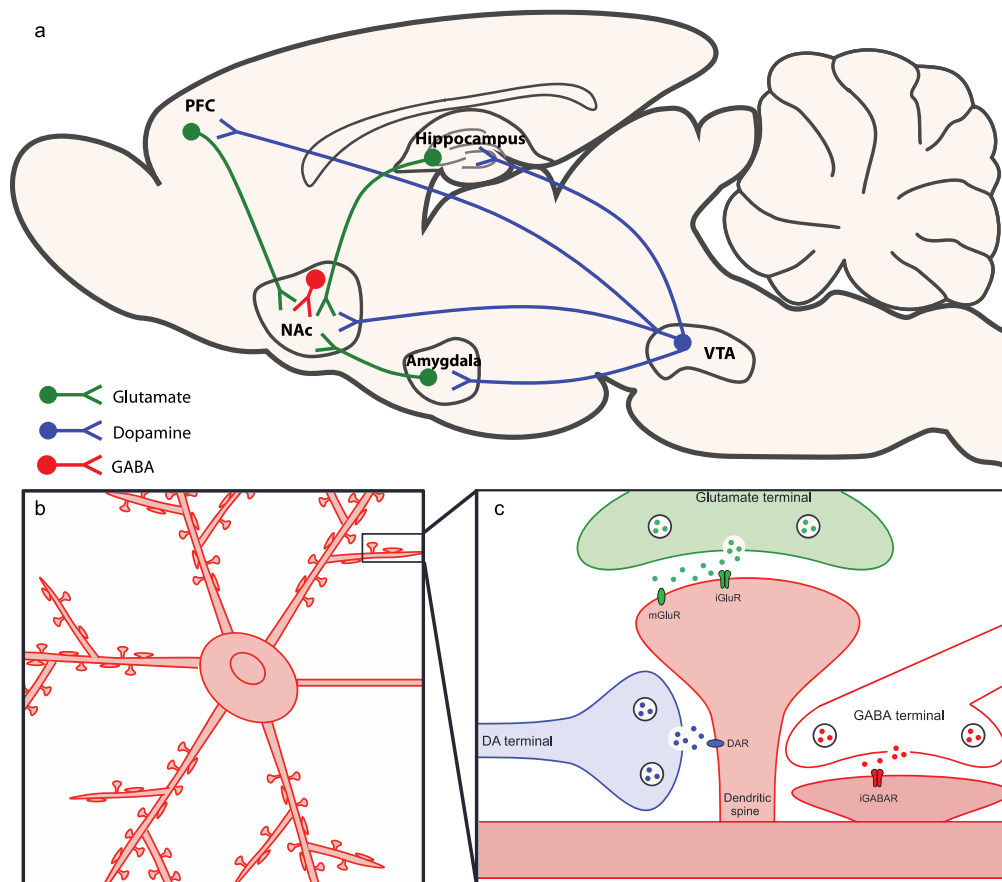 a
PFC
Hippocampus
NAc
Amygdala
VTA
Glutamate
Dopamine
GABA
b
c
Glutamate terminal
mGluR
iGluR
DA terminal
DAR
GABA terminal
iGABAR
Dendritic
spine